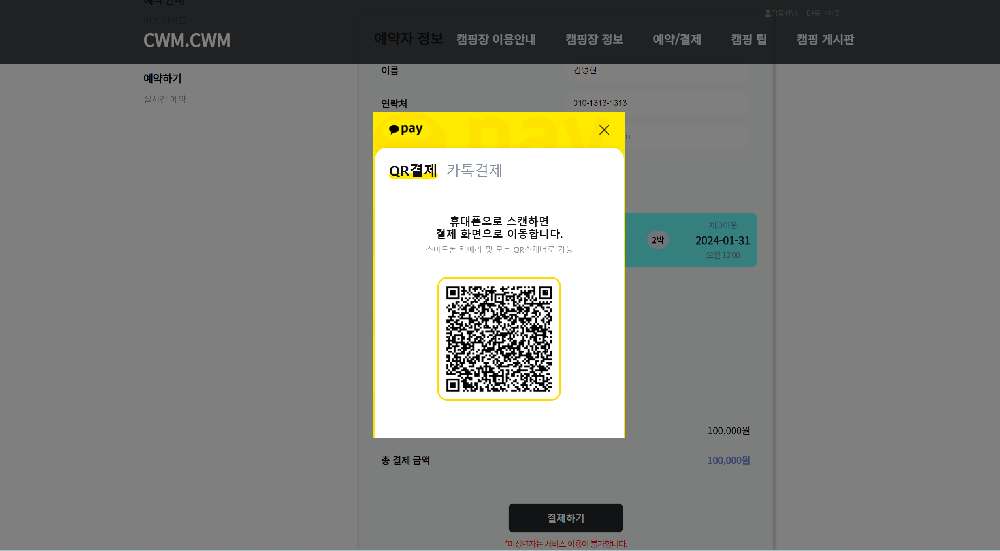 예약 안내
이용 가이드
김동현님 로그아웃
CWM.CWM
예약자 정보 캠핑장 이용안내 캠핑장 정보 예약/결제 캠핑 팁 캠핑 게시판
예약하기
실시간 예약
이름 김덩현
연락처 010-1313-1313
m
pay
pay
QR결제 카톡결제
휴대폰으로 스캔하면
결제 화면으로 이동합니다.
스마트폰 카메라 및 모든 QR스캐너로 가능
2박
체크아웃
2024-01-31
오전 12:00
100,000원
총 결제 금액 100,000원
결제하기
*미성년자는 서비스 이용이 불가합니다.